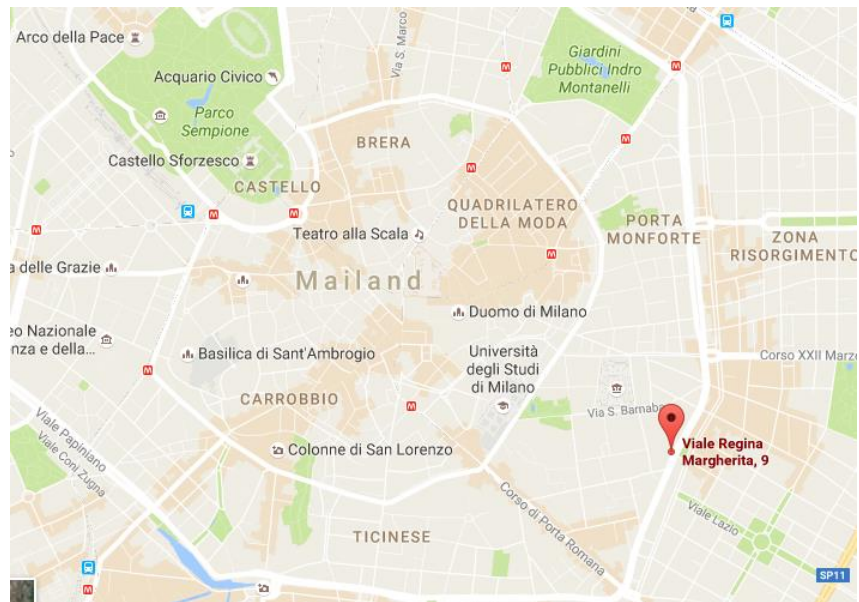 Arco della Pace
Via S. Marco
Giardini
Pubblici Indro
Montanelli
M
Acquario Civico
M
M
Parco
Sempione
BRERA
M
Castello Sforzesco
M
CASTELLO
QUADRILATERO
DELLA MODA
M
M
M
PORTA
MONFORTE
Teatro alla Scala
ZONA
RISORGIMENTO
M
delle Grazie
Mailand
Duomo di Milano
Nazionale
e della...
Basilica di Sant'Ambrogio
Università
degli Studi
di Milano
Corso XXII Marzo
M
CARROBBIO
M
Via S. Barnaba
Viale Papiniano
Viale Coni Zugna
Colonne di San Lorenzo
Viale Regina
Margherita, 9
M
Corso di Porta Romana
Viale Lazio
TICINESE
SP11
M
M